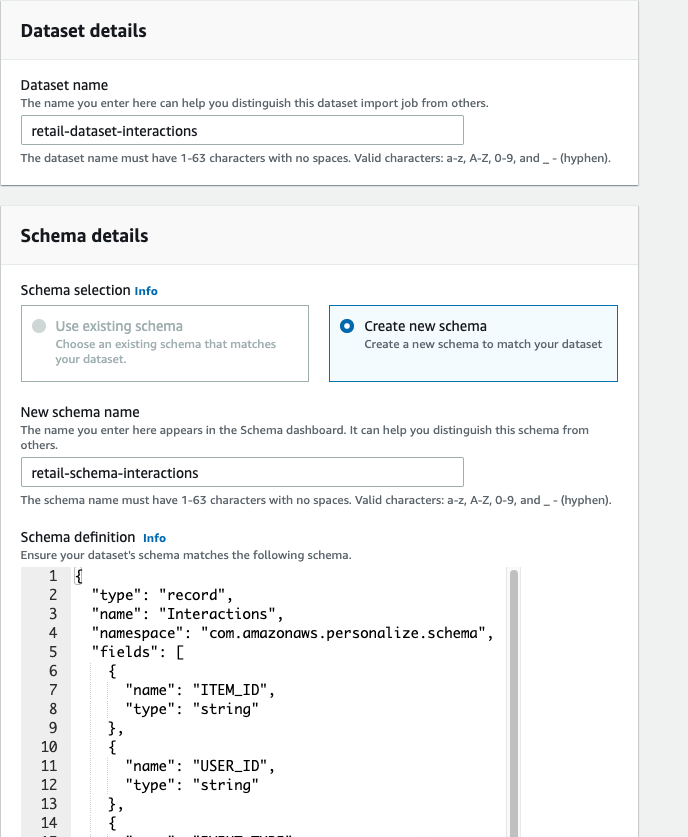 Dataset details
Dataset name
The name you enter here can help you distinguish this dataset import job from others.
retail-dataset-interactions
The dataset name must have 1-63 characters with no spaces. Valid characters: a-z, A-Z, 0-9, and _ - (hyphen).
Schema details
Schema selection Info
Use existing schema
Choose an existing schema that matches
your dataset.
Create new schema
Create a new schema to match your dataset
New schema name
The name you enter here appears in the Schema dashboard. It can help you distinguish this schema from
others.
retail-schema-interactions
The schema name must have 1-63 characters with no spaces. Valid characters: a-z, A-Z, 0-9, and _ - (hyphen).
Schema definition Info
Ensure your dataset's schema matches the following schema.
1 {
2 "type": "record",
3 "name": "Interactions",
4 "namespace": "com.amazonaws.personalize.schema",
5 "fields": [
6 {
7 "name": "ITEM_ID",
8 "type": "string"
9 },
10 {
11 "name": "USER_ID",
12 "type": "string"
13 },
14 {